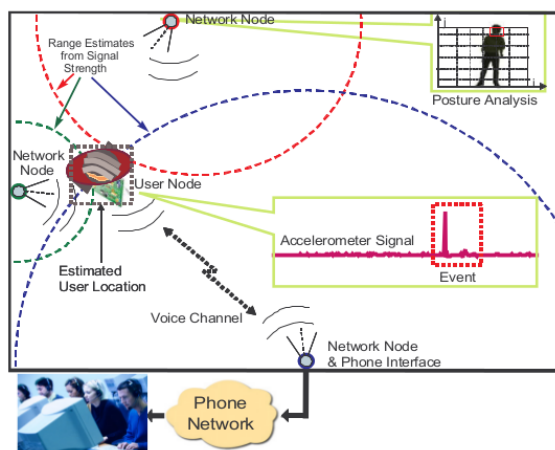 Network Node
Range Estimates
from Signal
Strength
i
j
Posture Analysis
Network
Node
User Node
Accelerometer Signal
Event
Estimated
User Location
Voice Channel
Network Node
& Phone Interface
Phone
Network